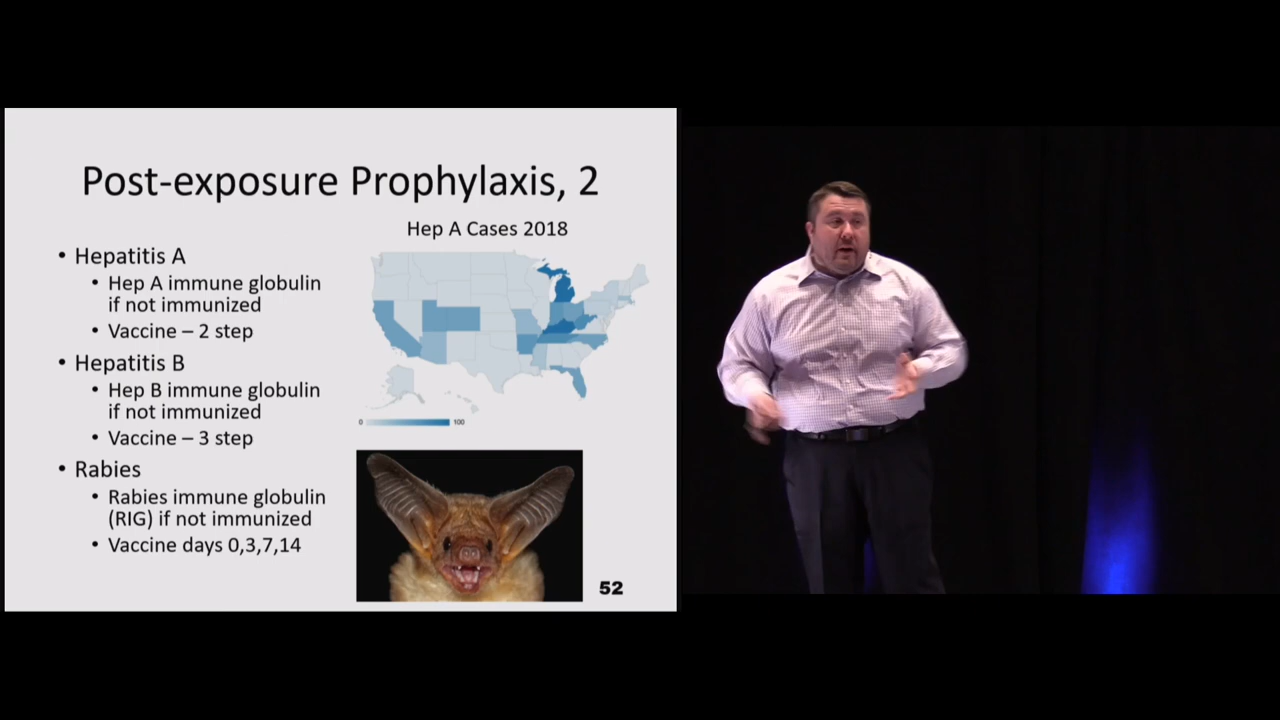 Post-exposure Prophylaxis, 2
Hep A Cases 2018
• Hepatitis A
• Hep A immune globulin
if not immunized
• Vaccine – 2 step
• Hepatitis B
• Hep B immune globulin
if not immunized
• Vaccine – 3 step
• Rabies
• Rabies immune globulin
(RIG) if not immunized
• Vaccine days 0,3,7,14
0 100
52